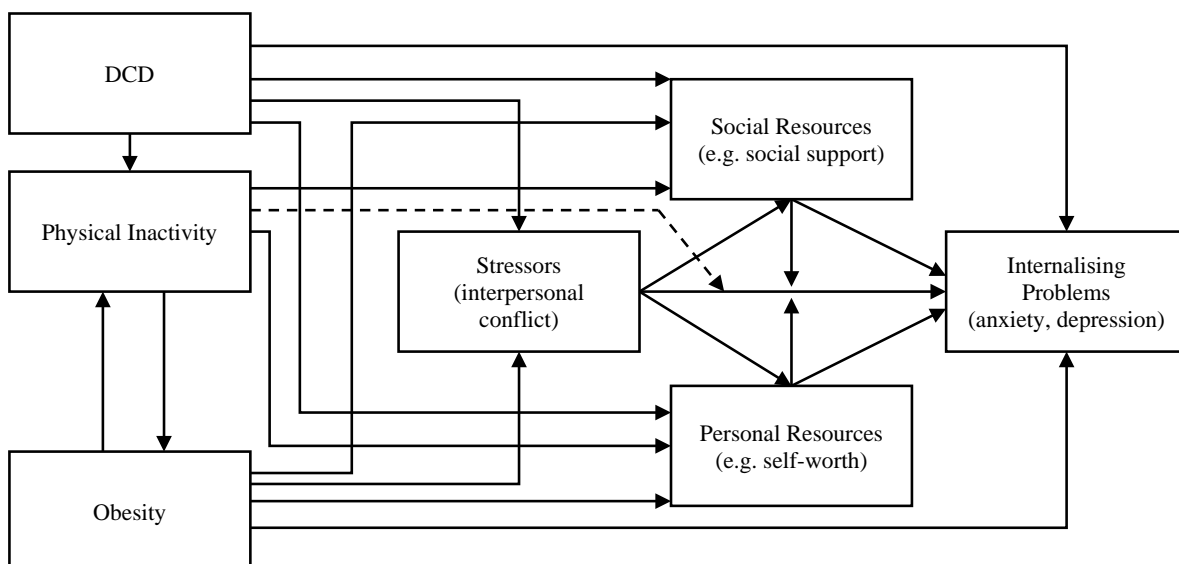 DCD
Social Resources
(e.g. social support)
Physical Inactivity
Stressors
(interpersonal
conflict)
Internalising
Problems
(anxiety, depression)
Personal Resources
(e.g. self-worth)
Obesity